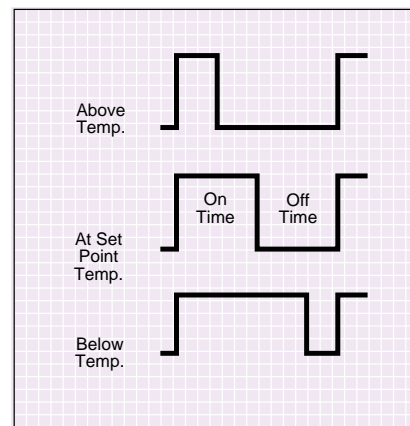 Above
Temp.
On
Time
Off
Time
At Set
Point
Temp.
Below
Temp.